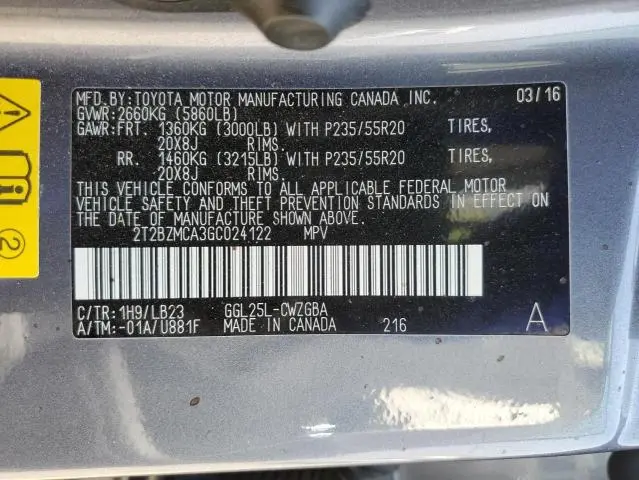 MFD.BY:TOYOTA MOTOR MANUFACTURING CANADA INC. 03/16
GVWR:2660KG (5860LB)
GAWR:FRT. 1360KG (3000LB) WITH P235/55R20 TIRES,
20X8J RIMS.
RR. 1460KG (3215LB) WITH P235/55R20 TIRES,
20X8J RIMS.
THIS VEHICLE CONFORMS TO ALL APPLICABLE FEDERAL MOTOR
VEHICLE SAFETY AND THEFT PREVENTION STANDARDS IN EFFECT ON
THE DATE OF MANUFACTURE SHOWN ABOVE.
2T2BZMCA3GC024122 MPV
C/TR:1H9/LB23 GGL25L-CWZGBA
A/TM:-01A/U881F MADE IN CANADA 216 A
2